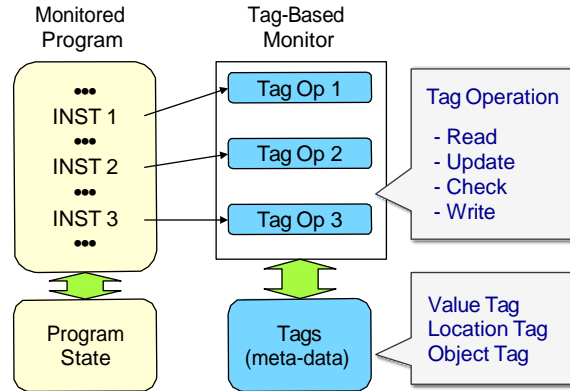 Monitored
Program
Tag-Based
Monitor
•••
INST 1
•••
INST 2
•••
INST 3
•••
Tag Op 1
Tag Op 2
Tag Op 3
Tag Operation
- Read
- Update
- Check
- Write
Program
State
Tags
(meta-data)
Value Tag
Location Tag
Object Tag